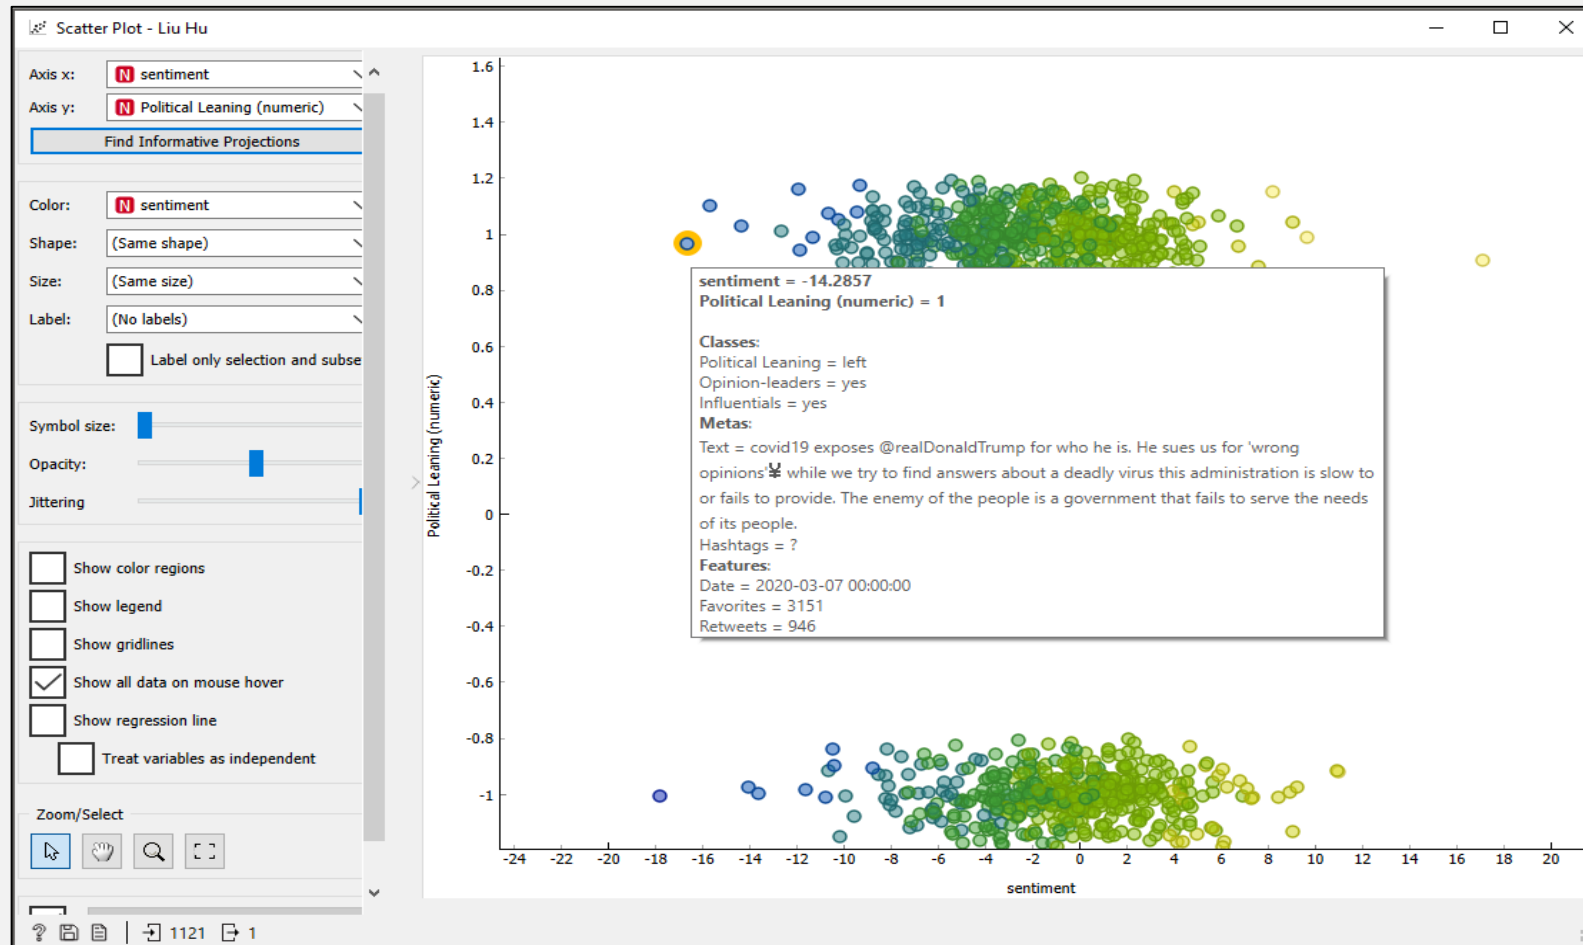 Scatter Plot - Liu Hu
Axis x: N sentiment
Axis y: N Political Leaning (numeric)
Find Informative Projections
Color: N sentiment
Shape: (Same shape)
Size: (Same size)
Label: (No labels)
Label only selection and subse
Symbol size:
Opacity:
Jittering
Show color regions
Show legend
Show gridlines
Show all data on mouse hover
Show regression line
Treat variables as independent
Zoom/Select
? 1121 1
Political Leaning (numeric)
1.6
1.4
1.2
1
0.8
0.6
0.4
0.2
0
-0.2
-0.4
-0.6
-0.8
-1
sentiment = -14.2857
Political Leaning (numeric) = 1
Classes:
Political Leaning = left
Opinion-leaders = yes
Influentials = yes
Metas:
Text = covid19 exposes @realDonaldTrump for who he is. He sues us for 'wrong
opinions'¥ while we try to find answers about a deadly virus this administration is slow to
or fails to provide. The enemy of the people is a government that fails to serve the needs
of its people.
Hashtags = ?
Features:
Date = 2020-03-07 00:00:00
Favorites = 3151
Retweets = 946
-24 -22 -20 -18 -16 -14 -12 -10 -8 -6 -4 -2 0 2 4 6 8 10 12 14 16 18 20
sentiment